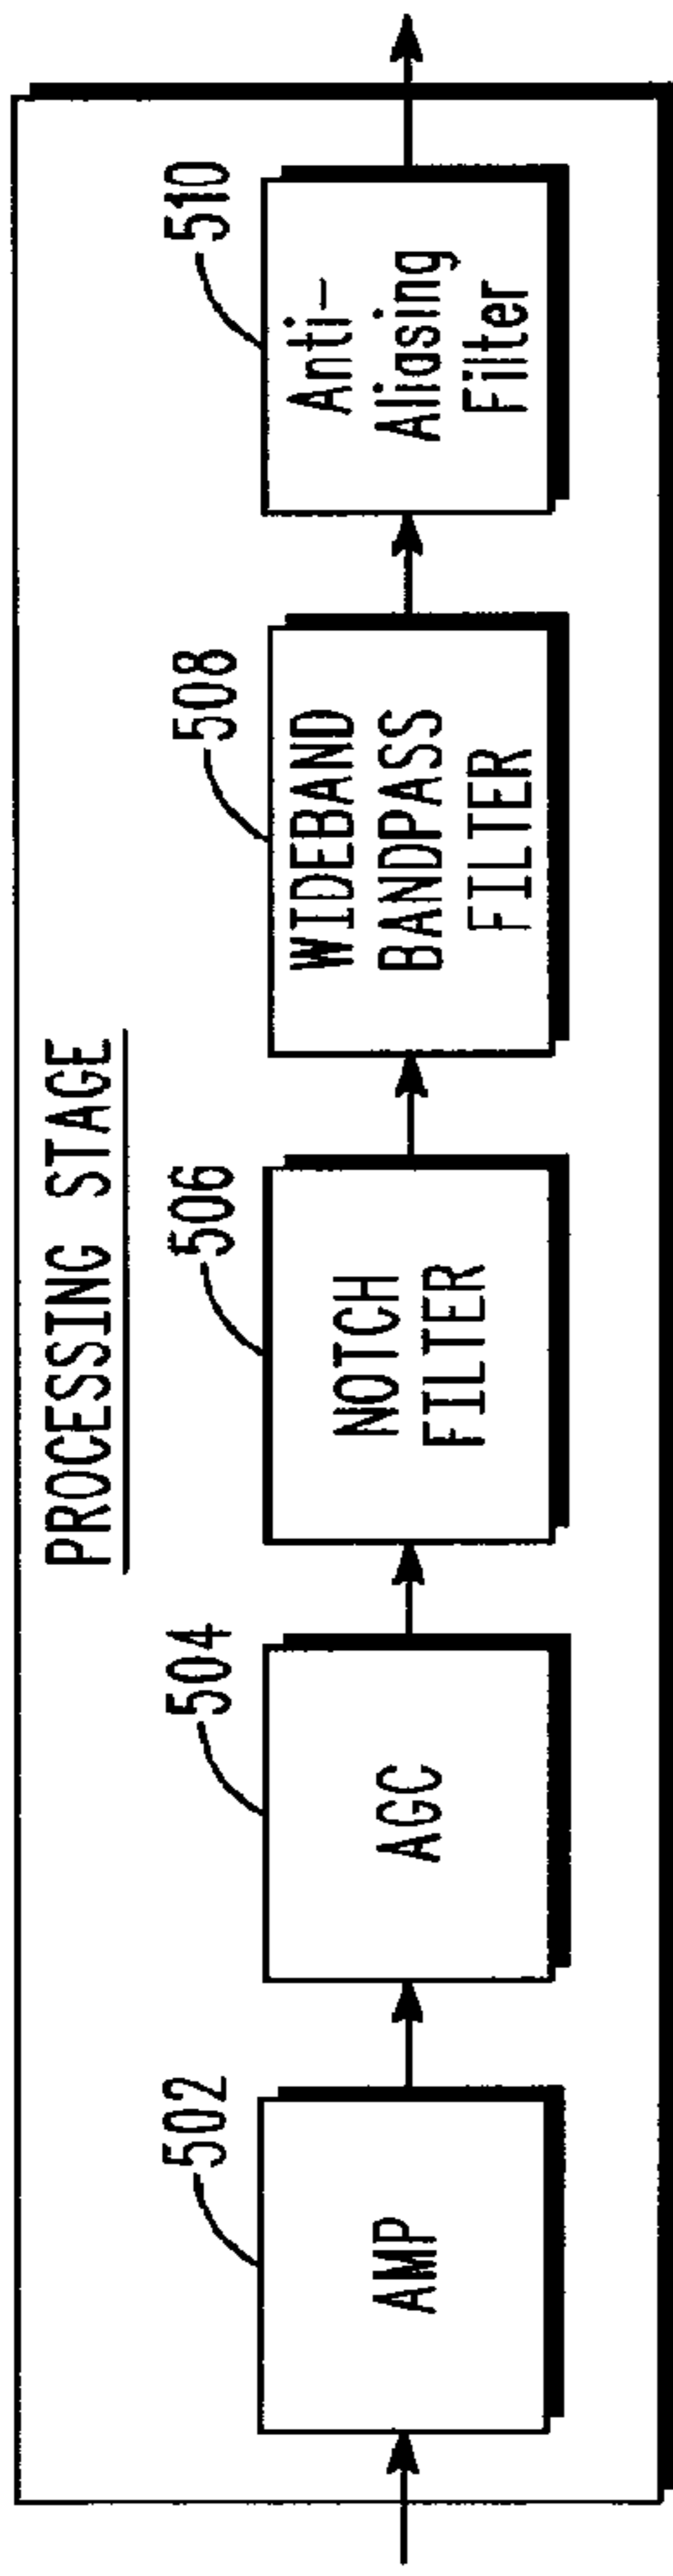 PROCESSING STAGE
502
AMP
504
AGC
506
NOTCH
FILTER
508
WIDEBAND
BANDPASS
FILTER
510
Anti-
Aliasing
Filter